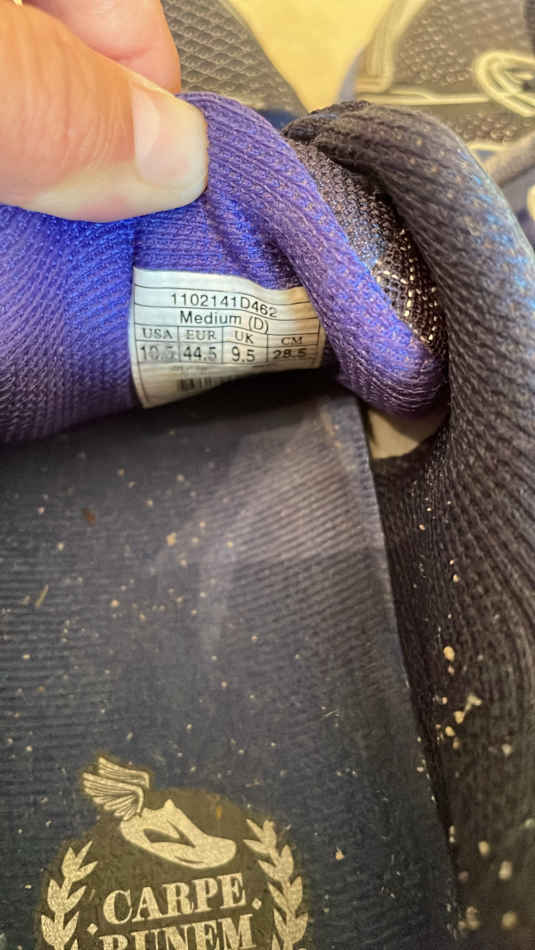 1102141D462
Medium (D)
USA EUR UK CM
10.5 44.5 9.5 28.5
CARPE
RUNEM